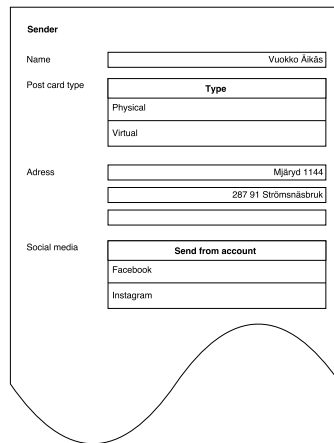 Sender
Name Vuokko Äikäs
Post card type Type
Physical
Virtual
Adress Mjäryd 1144
287 91 Strömsnäsbruk
Social media Send from account
Facebook
Instagram